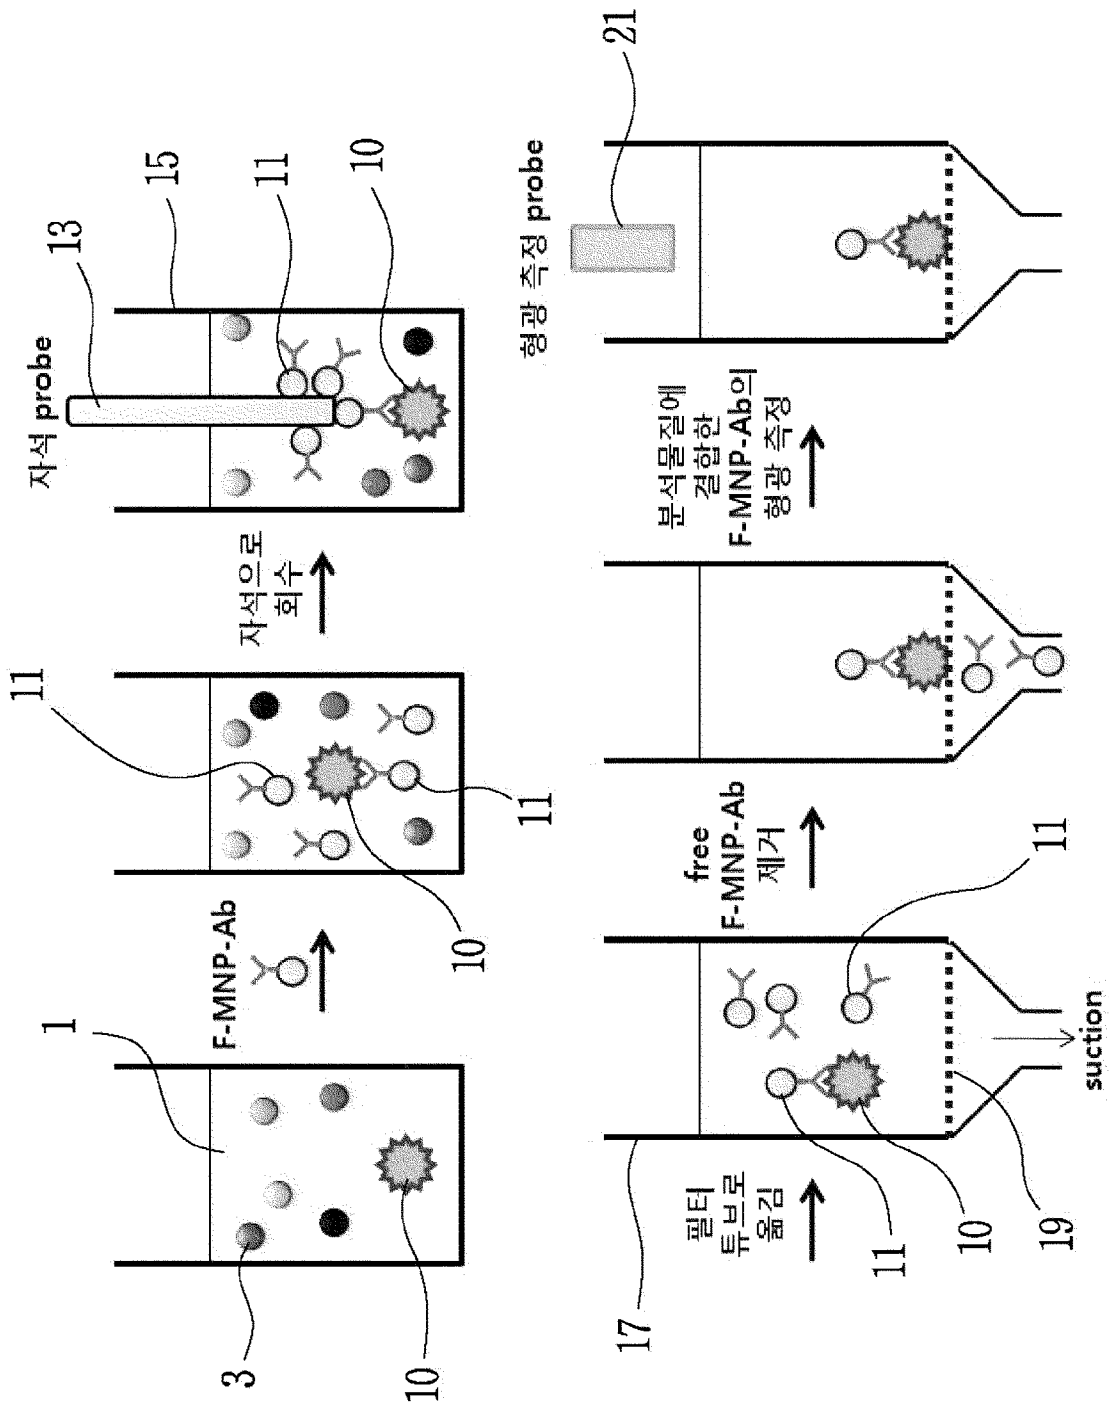 자석 probe
13
15
11
10
자석으로
회수
11
11
10
F-MNP-Ab
1
3
10
형광 측정 probe
21
분석물질에
결합한
F-MNP-Ab의
형광 측정
free
F-MNP-Ab
제거
11
suction
필터
튜브로
옮김
17
11
10
19